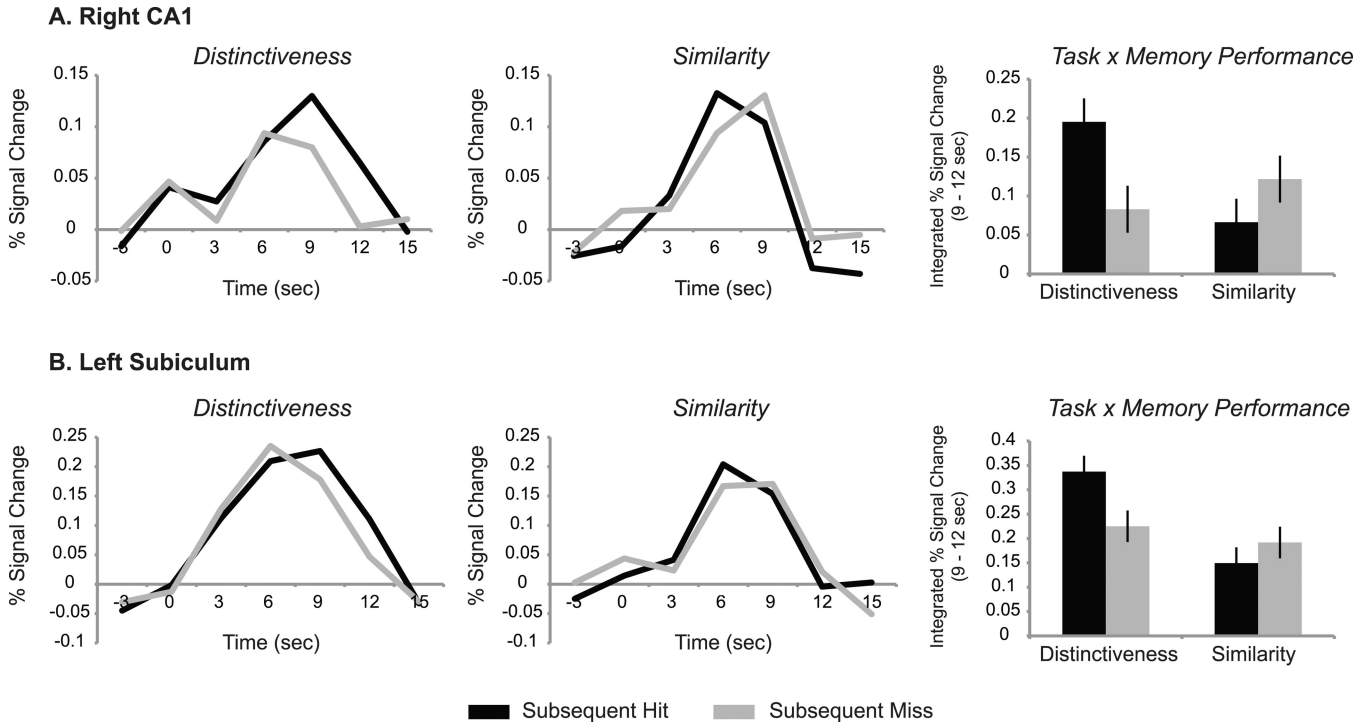 A. Right CA1
Distinctiveness
Similarity
Task x Memory Performance
% Signal Change
0.15
0.1
0.05
0
-0.05
-3 0 3 6 9 12 15
Time (sec)
% Signal Change
0.15
0.1
0.05
0
-0.05
-3 0 3 6 9 12 15
Time (sec)
Integrated % Signal Change
(9 - 12 sec)
0.25
0.2
0.15
0.1
0.05
0
Distinctiveness Similarity
B. Left Subiculum
Distinctiveness
Similarity
Task x Memory Performance
% Signal Change
0.25
0.2
0.15
0.1
0.05
0
-0.05
-0.1
-3 0 3 6 9 12 15
Time (sec)
% Signal Change
0.25
0.2
0.15
0.1
0.05
0
-0.05
-0.1
-3 0 3 6 9 12 15
Time (sec)
Integrated % Signal Change
(9 - 12 sec)
0.4
0.35
0.3
0.25
0.2
0.15
0.1
0.05
0
Distinctiveness Similarity
Subsequent Hit Subsequent Miss